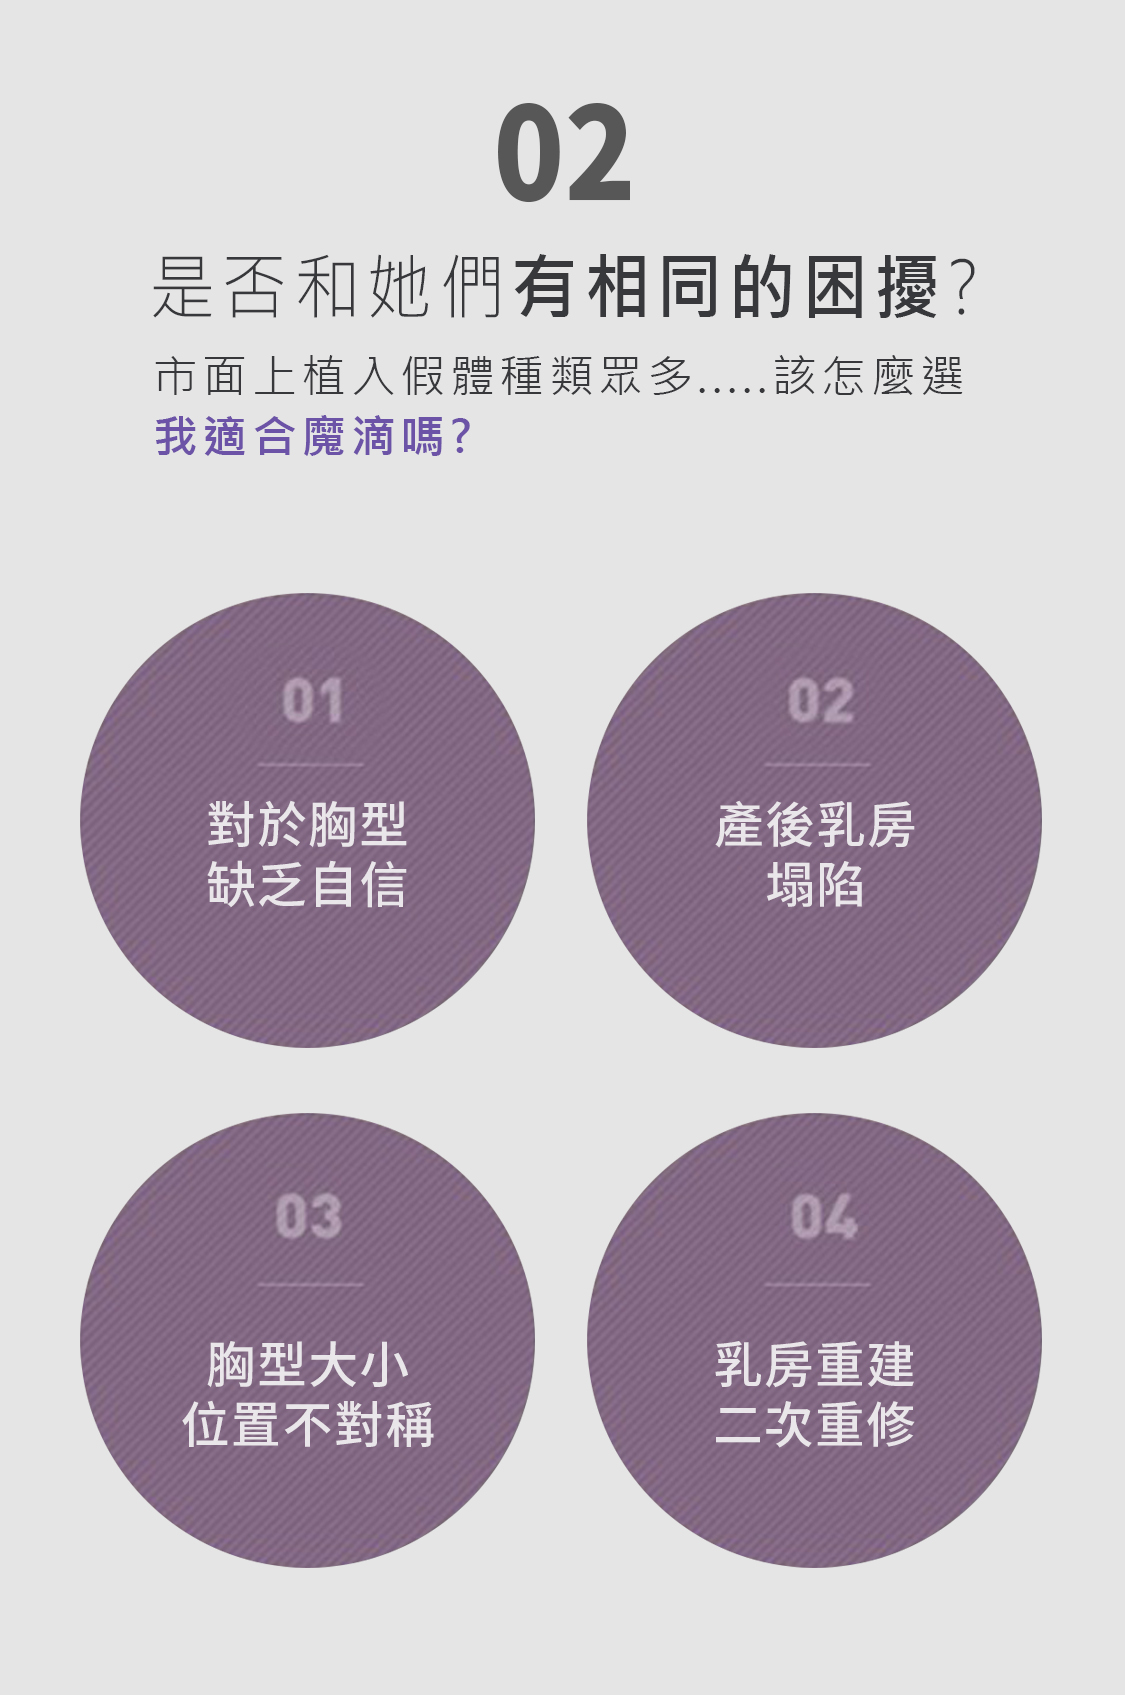 02
是否和她們有相同的困擾?
市面上植入假體種類眾多.....該怎麼選
我適合魔滴嗎?
01
對於胸型
缺乏自信
02
產後乳房
塌陷
03
胸型大小
位置不對稱
04
乳房重建
二次重修